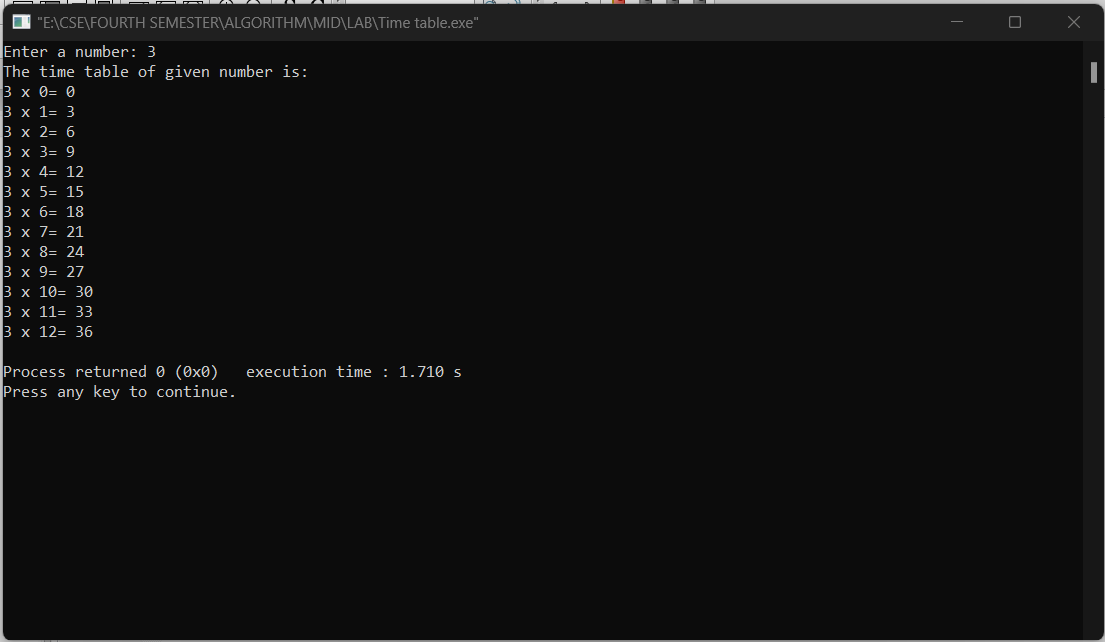 "E:\CSE\FOURTH SEMESTER\ALGORITHM\MID\LAB\Time table.exe"
Enter a number: 3
The time table of given number is:
3 x 0= 0
3 x 1= 3
3 x 2= 6
3 x 3= 9
3 x 4= 12
3 x 5= 15
3 x 6= 18
3 x 7= 21
3 x 8= 24
3 x 9= 27
3 x 10= 30
3 x 11= 33
3 x 12= 36
Process returned 0 (0x0)   execution time : 1.710 s
Press any key to continue.